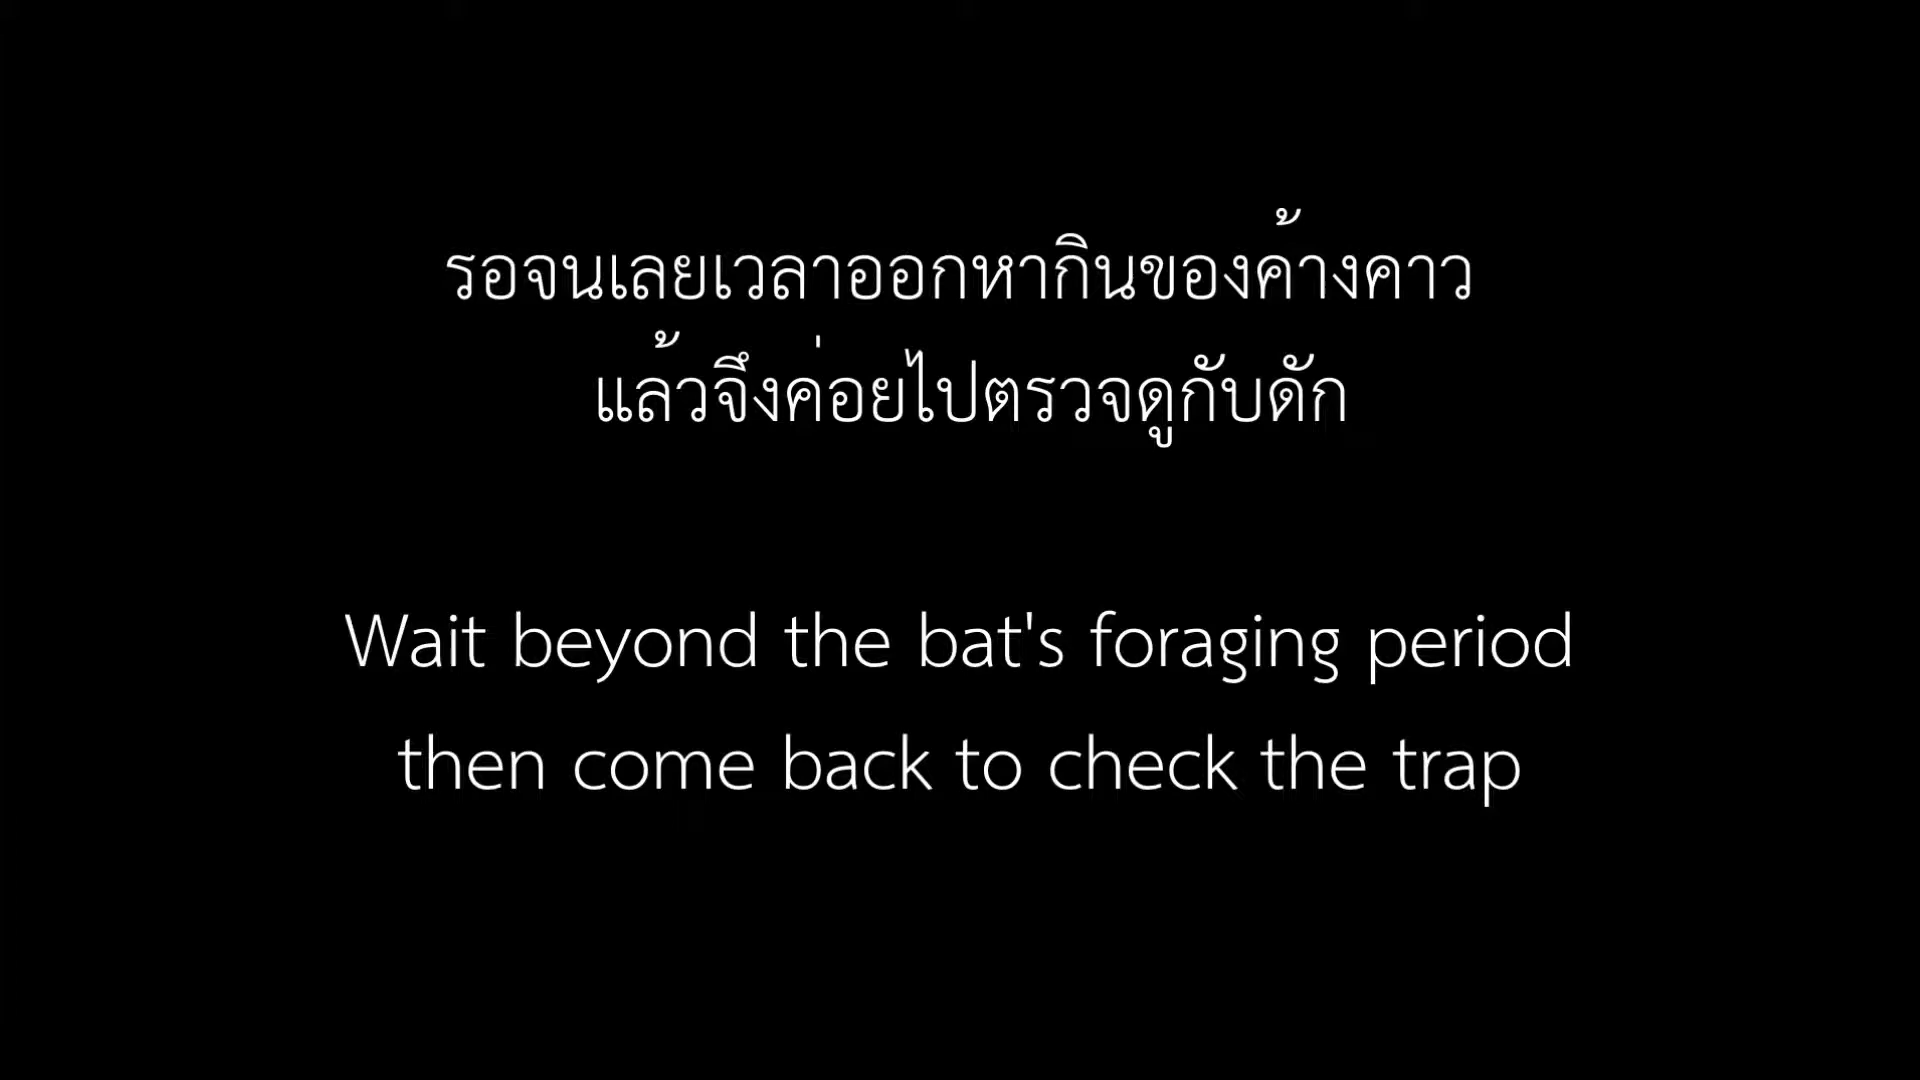 รอจนเลยเวลาออกหากินของค้างคาว
แล้วจึงค่อยไปตรวจดูกับดัก
Wait beyond the bat's foraging period
then come back to check the trap